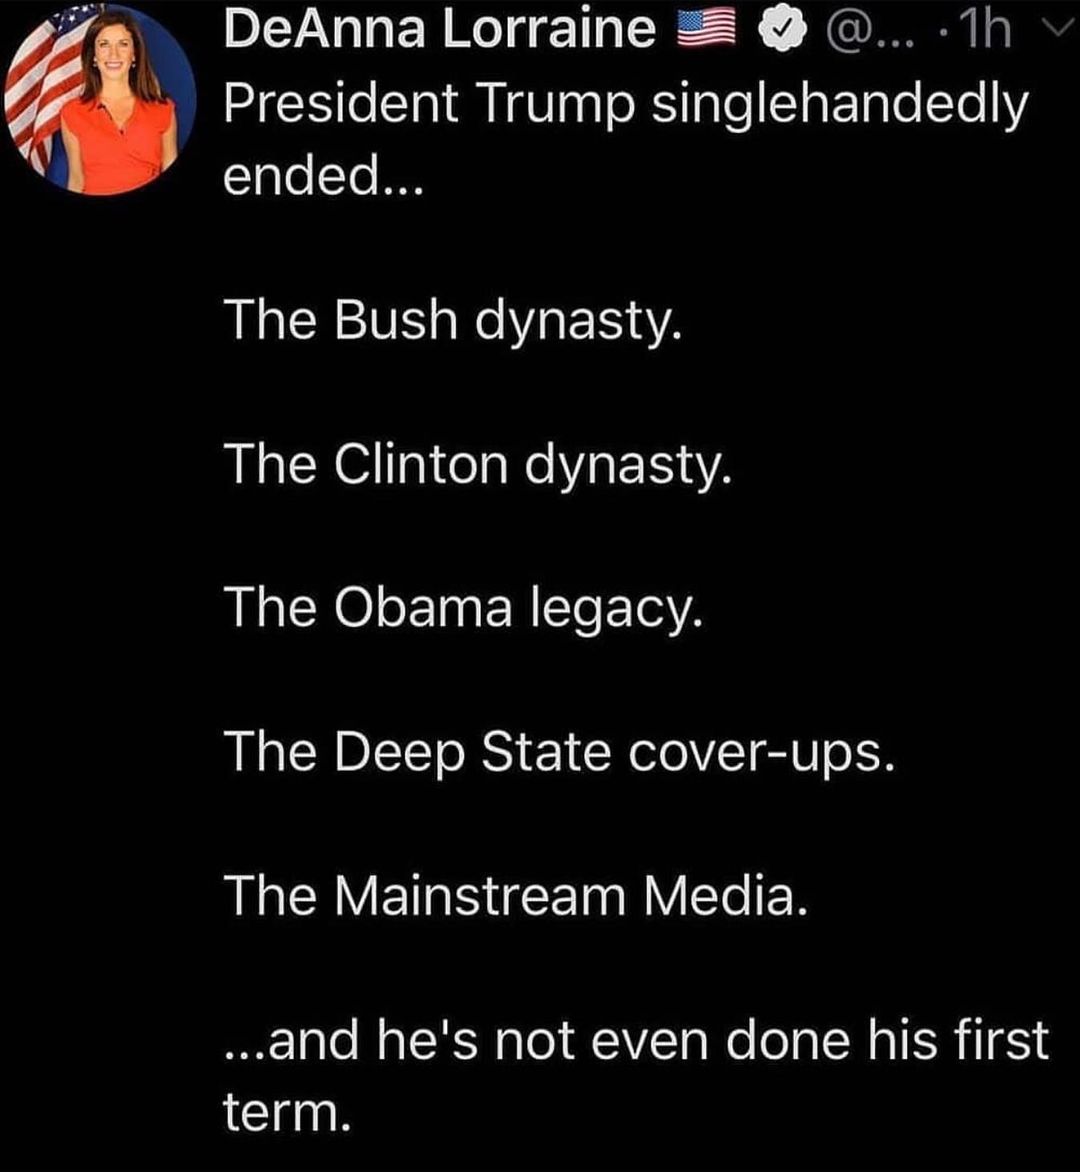 DeAnna Lorraine 🇺🇸 @... · 1h
President Trump singlehandedly
ended...
The Bush dynasty.
The Clinton dynasty.
The Obama legacy.
The Deep State cover-ups.
The Mainstream Media.
...and he's not even done his first
term.